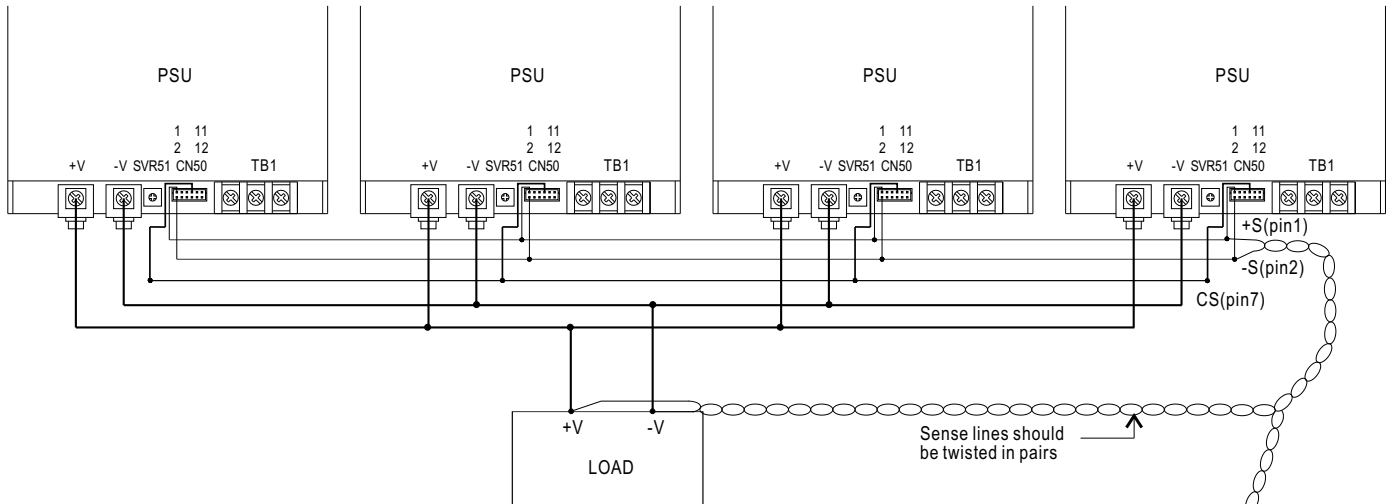 PSU PSU PSU PSU
1 11 1 11 1 11 1 11
2 12 2 12 2 12 2 12
+V -V SVR51 CN50 TB1 +V -V SVR51 CN50 TB1 +V -V SVR51 CN50 TB1 +V -V SVR51 CN50 TB1
+S(pin1)
-S(pin2)
CS(pin7)
+V -V
LOAD
Sense lines should
be twisted in pairs